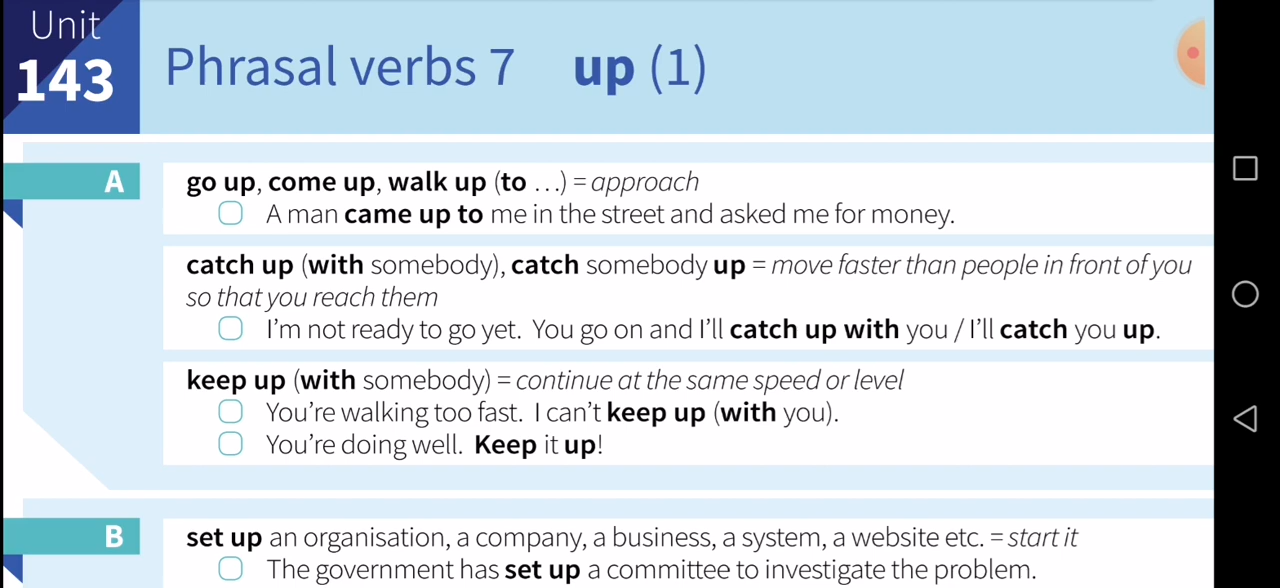 Unit
143
Phrasal verbs 7 up (1)
A
go up, come up, walk up (to …) = approach
A man came up to me in the street and asked me for money.
catch up (with somebody), catch somebody up = move faster than people in front of you
so that you reach them
I’m not ready to go yet. You go on and I’ll catch up with you / I’ll catch you up.
keep up (with somebody) = continue at the same speed or level
You’re walking too fast. I can’t keep up (with you).
You’re doing well. Keep it up!
B
set up an organisation, a company, a business, a system, a website etc. = start it
The government has set up a committee to investigate the problem.